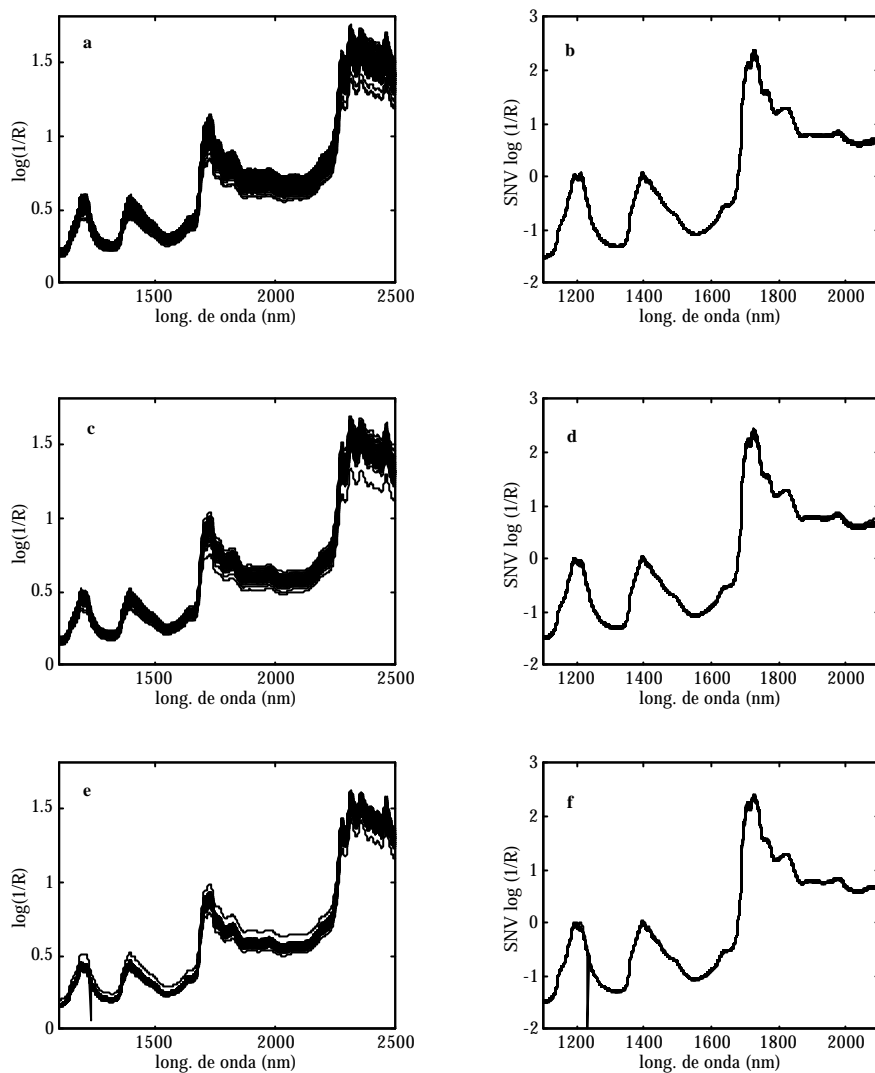 a
1.5
1
0.5
0
log(1/R)
1500 2000 2500
long. de onda (nm)
b
3
2
1
0
-1
-2
SNV log (1/R)
1200 1400 1600 1800 2000
long. de onda (nm)
c
1.5
1
0.5
0
log(1/R)
1500 2000 2500
long. de onda (nm)
d
3
2
1
0
-1
-2
SNV log (1/R)
1200 1400 1600 1800 2000
long. de onda (nm)
e
1.5
1
0.5
0
log(1/R)
1500 2000 2500
long. de onda (nm)
f
3
2
1
0
-1
-2
SNV log (1/R)
1200 1400 1600 1800 2000
long. de onda (nm)